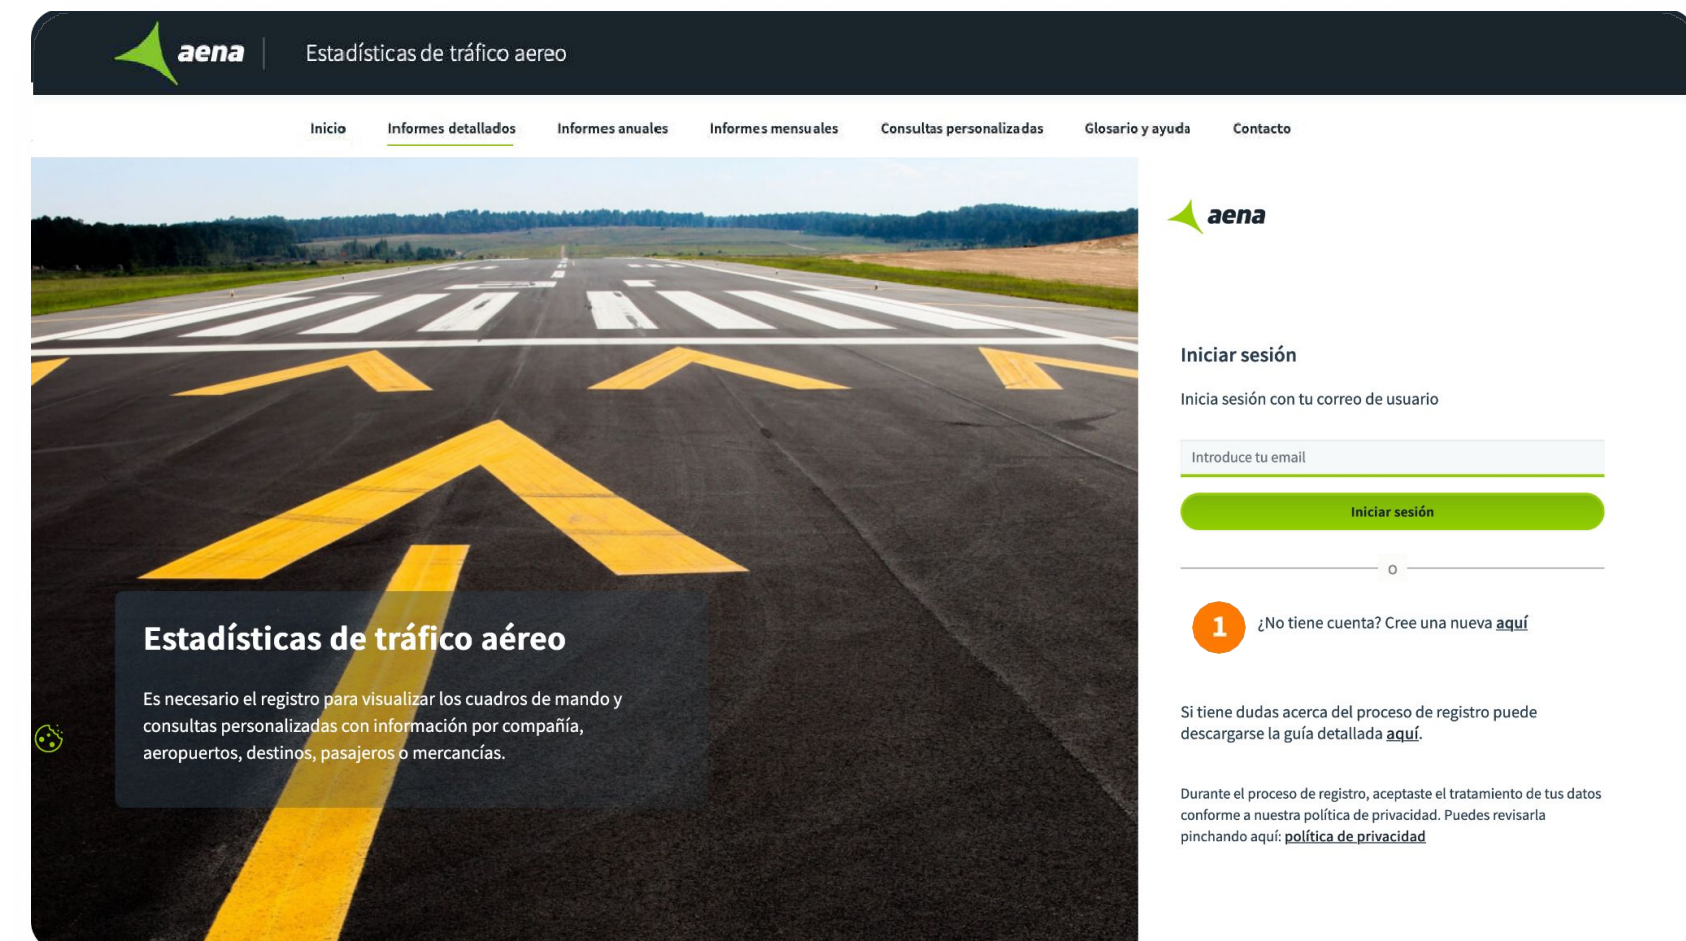 aena
Estadísticas de tráfico aereo
Inicio
Informes detallados
Informes anuales
Informes mensuales
Consultas personalizadas
Glosario y ayuda
Contacto
Estadísticas de tráfico aéreo
Es necesario el registro para visualizar los cuadros de mando y
consultas personalizadas con información por compañía,
aeropuertos, destinos, pasajeros o mercancías.
aena
Iniciar sesión
Inicia sesión con tu correo de usuario
Introduce tu email
Iniciar sesión
o
1
¿No tiene cuenta? Cree una nueva aquí
Si tiene dudas acerca del proceso de registro puede
descargarse la guía detallada aquí.
Durante el proceso de registro, aceptaste el tratamiento de tus datos
conforme a nuestra política de privacidad. Puedes revisarla
pinchando aquí: política de privacidad